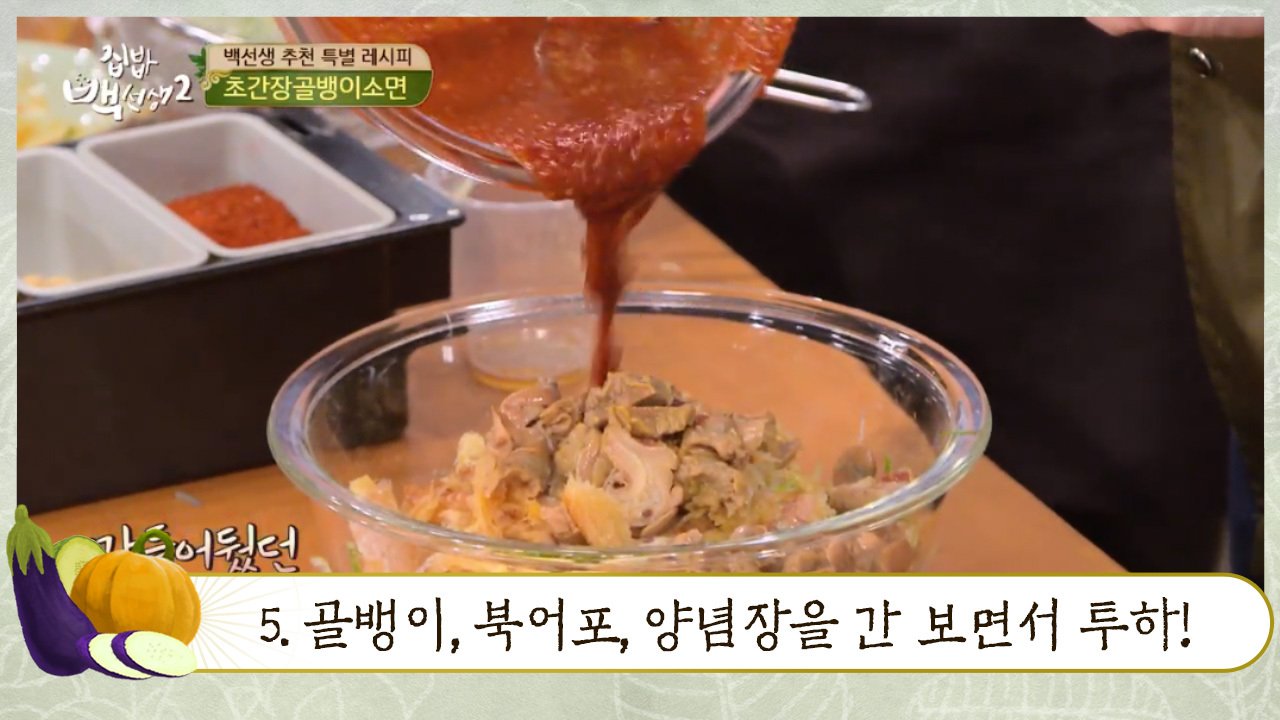 집밥
백선생2
백선생 추천 특별 레시피
초간장골뱅이소면
5. 골뱅이, 북어포, 양념장을 간 보면서 투하!